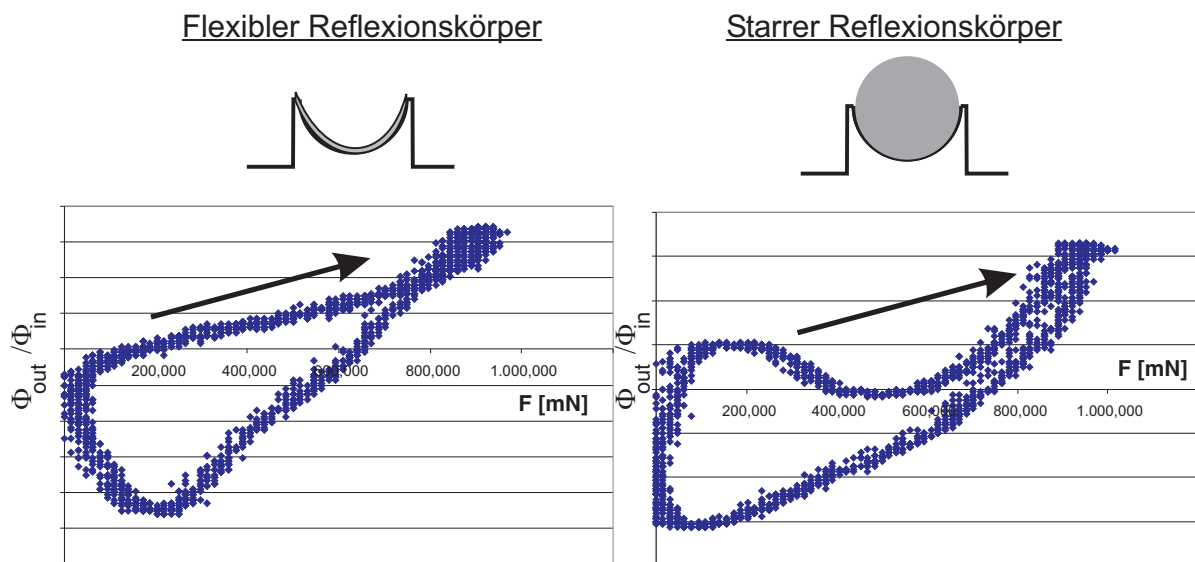 Flexibler Reflexionskörper
Starrer Reflexionskörper
Φout /Φin
200,000 400,000 600,000 800,000 1.000,000
F [mN]
Φout /Φin
200,000 400,000 600,000 800,000 1.000,000
F [mN]